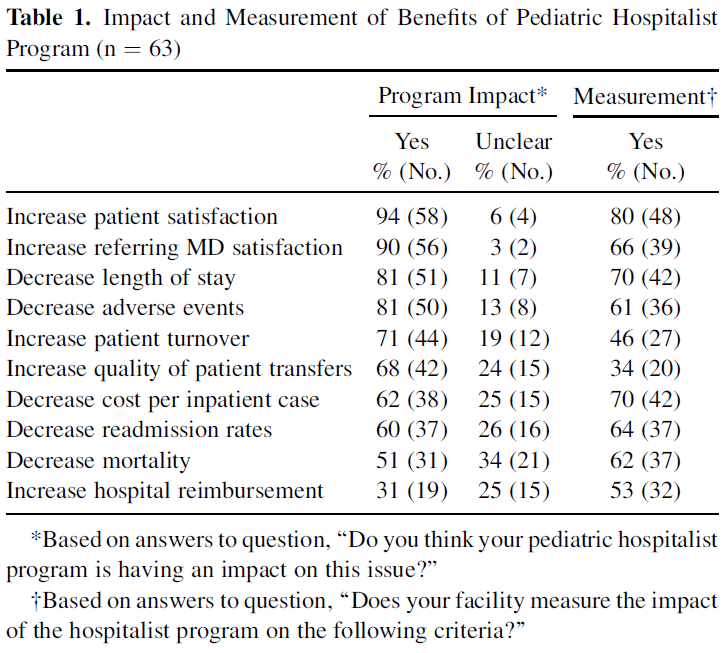 Table 1. Impact and Measurement of Benefits of Pediatric Hospitalist
Program (n = 63)
Program Impact* Measurement†
Yes Unclear Yes
% (No.) % (No.) % (No.)
Increase patient satisfaction 94 (58) 6 (4) 80 (48)
Increase referring MD satisfaction 90 (56) 3 (2) 66 (39)
Decrease length of stay 81 (51) 11 (7) 70 (42)
Decrease adverse events 81 (50) 13 (8) 61 (36)
Increase patient turnover 71 (44) 19 (12) 46 (27)
Increase quality of patient transfers 68 (42) 24 (15) 34 (20)
Decrease cost per inpatient case 62 (38) 25 (15) 70 (42)
Decrease readmission rates 60 (37) 26 (16) 64 (37)
Decrease mortality 51 (31) 34 (21) 62 (37)
Increase hospital reimbursement 31 (19) 25 (15) 53 (32)
*Based on answers to question, “Do you think your pediatric hospitalist
program is having an impact on this issue?”
†Based on answers to question, “Does your facility measure the impact
of the hospitalist program on the following criteria?”